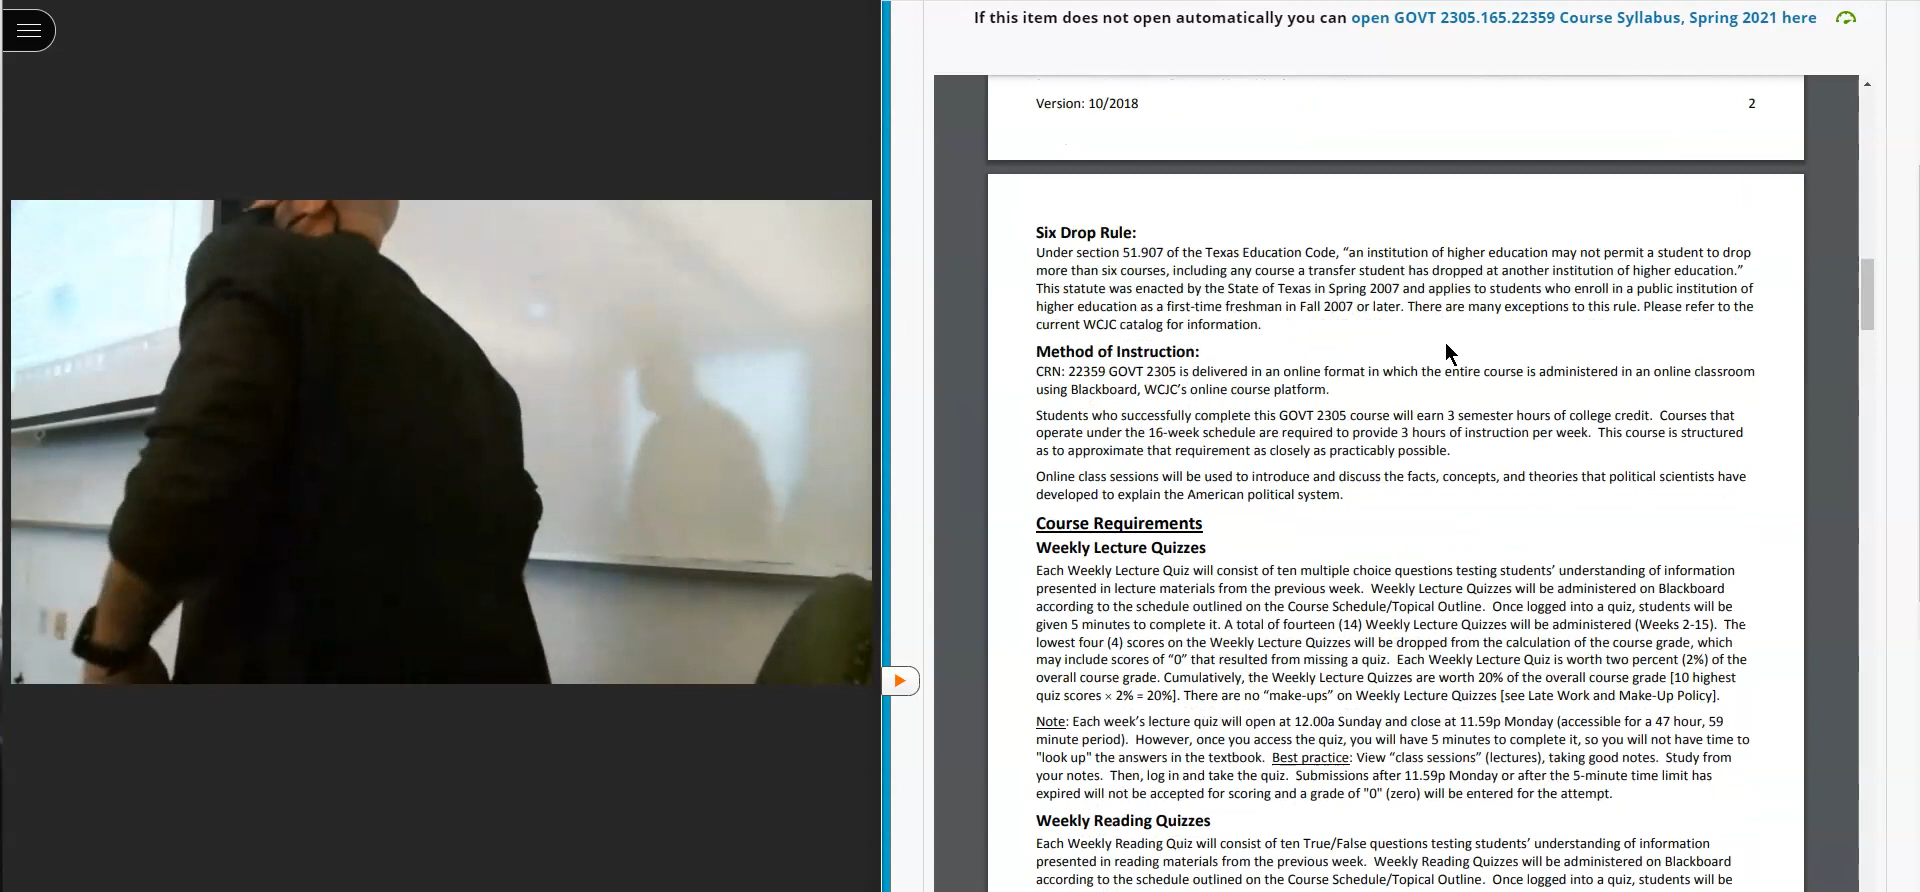 If this item does not open automatically you can open GOVT 2305.165.22359 Course Syllabus, Spring 2021 here
Version: 10/2018 2
Six Drop Rule:
Under section 51.907 of the Texas Education Code, “an institution of higher education may not permit a student to drop
more than six courses, including any course a transfer student has dropped at another institution of higher education.”
This statute was enacted by the State of Texas in Spring 2007 and applies to students who enroll in a public institution of
higher education as a first-time freshman in Fall 2007 or later. There are many exceptions to this rule. Please refer to the
current WCJC catalog for information.
Method of Instruction:
CRN: 22359 GOVT 2305 is delivered in an online format in which the entire course is administered in an online classroom
using Blackboard, WCJC’s online course platform.
Students who successfully complete this GOVT 2305 course will earn 3 semester hours of college credit. Courses that
operate under the 16-week schedule are required to provide 3 hours of instruction per week. This course is structured
as to approximate that requirement as closely as practicably possible.
Online class sessions will be used to introduce and discuss the facts, concepts, and theories that political scientists have
developed to explain the American political system.
Course Requirements
Weekly Lecture Quizzes
Each Weekly Lecture Quiz will consist of ten multiple choice questions testing students’ understanding of information
presented in lecture materials from the previous week. Weekly Lecture Quizzes will be administered on Blackboard
according to the schedule outlined on the Course Schedule/Topical Outline. Once logged into a quiz, students will be
given 5 minutes to complete it. A total of fourteen (14) Weekly Lecture Quizzes will be administered (Weeks 2-15). The
lowest four (4) scores on the Weekly Lecture Quizzes will be dropped from the calculation of the course grade, which
may include scores of “0” that resulted from missing a quiz. Each Weekly Lecture Quiz is worth two percent (2%) of the
overall course grade. Cumulatively, the Weekly Lecture Quizzes are worth 20% of the overall course grade [10 highest
quiz scores × 2% = 20%]. There are no “make-ups” on Weekly Lecture Quizzes [see Late Work and Make-Up Policy].
Note: Each week’s lecture quiz will open at 12.00a Sunday and close at 11.59p Monday (accessible for a 47 hour, 59
minute period). However, once you access the quiz, you will have 5 minutes to complete it, so you will not have time to
"look up" the answers in the textbook. Best practice: View “class sessions” (lectures), taking good notes. Study from
your notes. Then, log in and take the quiz. Submissions after 11.59p Monday or after the 5-minute time limit has
expired will not be accepted for scoring and a grade of "0" (zero) will be entered for the attempt.
Weekly Reading Quizzes
Each Weekly Reading Quiz will consist of ten True/False questions testing students’ understanding of information
presented in reading materials from the previous week. Weekly Reading Quizzes will be administered on Blackboard
according to the schedule outlined on the Course Schedule/Topical Outline. Once logged into a quiz, students will be